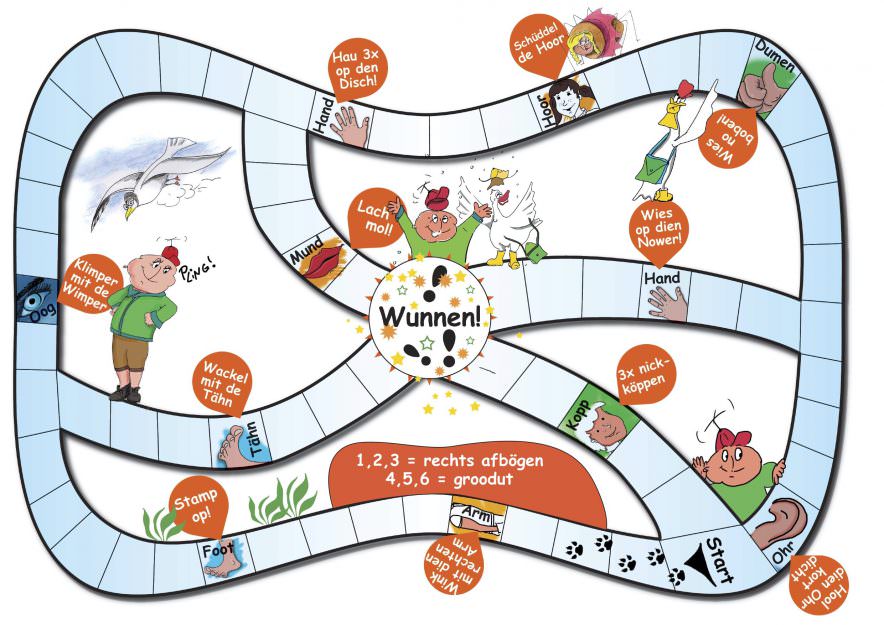 Hau 3x
op den
Disch!
Hand
Schüddel
de Hoor
Hoor
Dumen
Wies
no
boben!
Lach
mol!
Mund
Wies
op dien
Nower!
Hand
PLING!
Klimper
mit de
Wimper
Oog
Wunnen!
Wackel
mit de
Tähn
Tähn
3x nick-
köppen
Kopp
1,2,3 = rechts afbögen
4,5,6 = groodut
Stamp
op!
Foot
Arm
Wink
mit dien
rechten
Arm
Start
Ohr
Hool
dien Ohr
kort
dicht